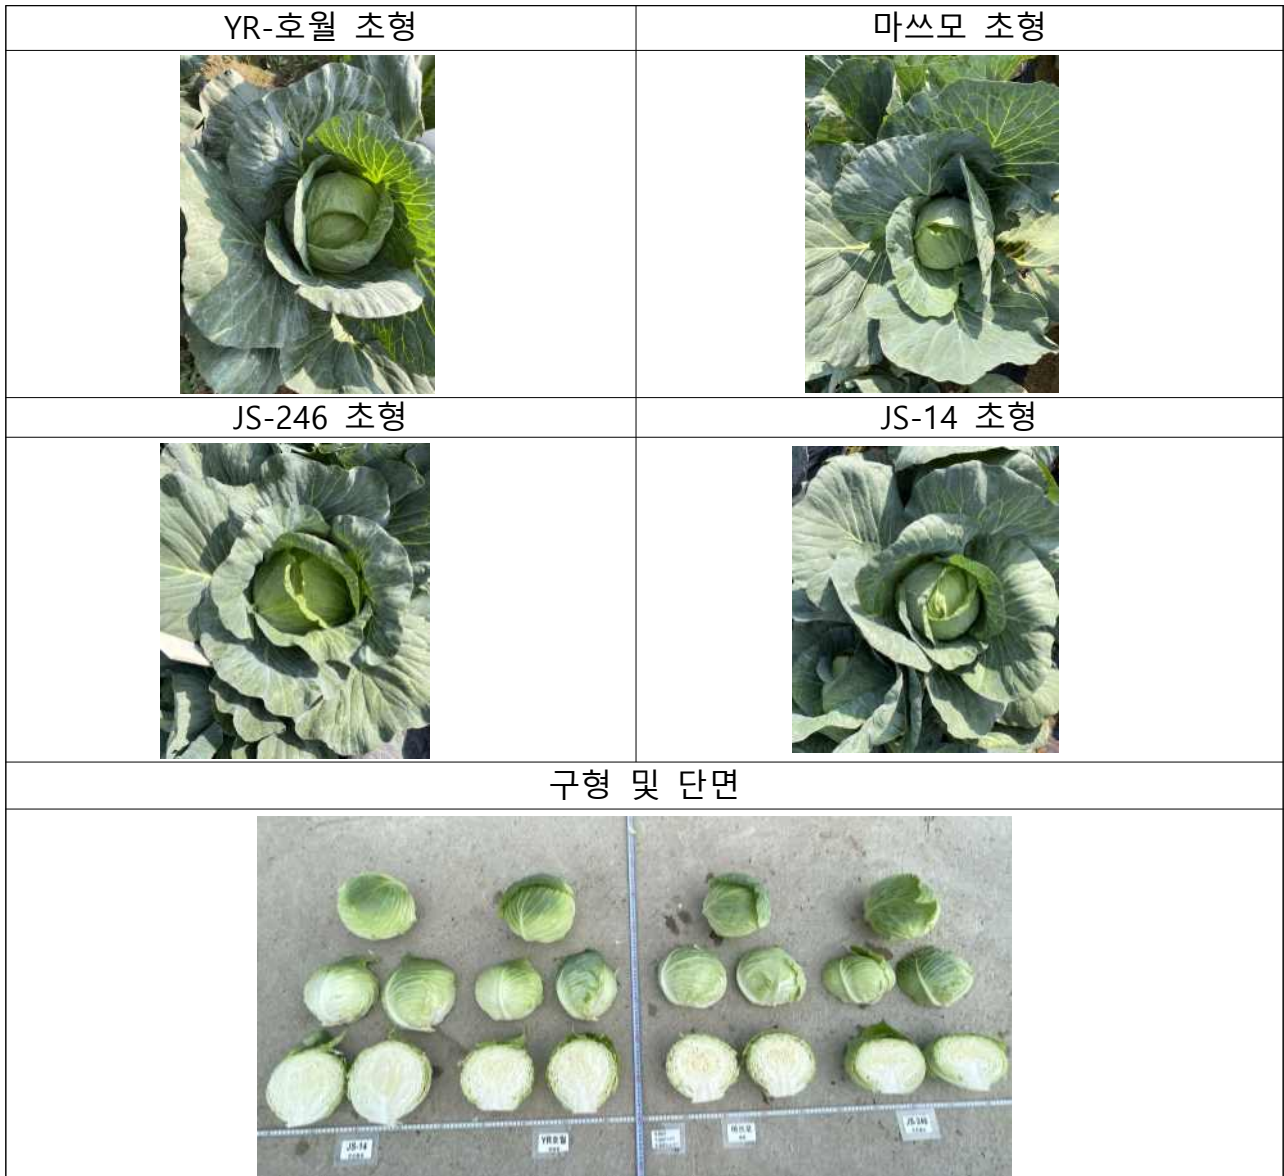 YR-호월 초형
마쓰모 초형
JS-246 초형
JS-14 초형
구형 및 단면
JS-14
YR호월
마쓰모
JS-246